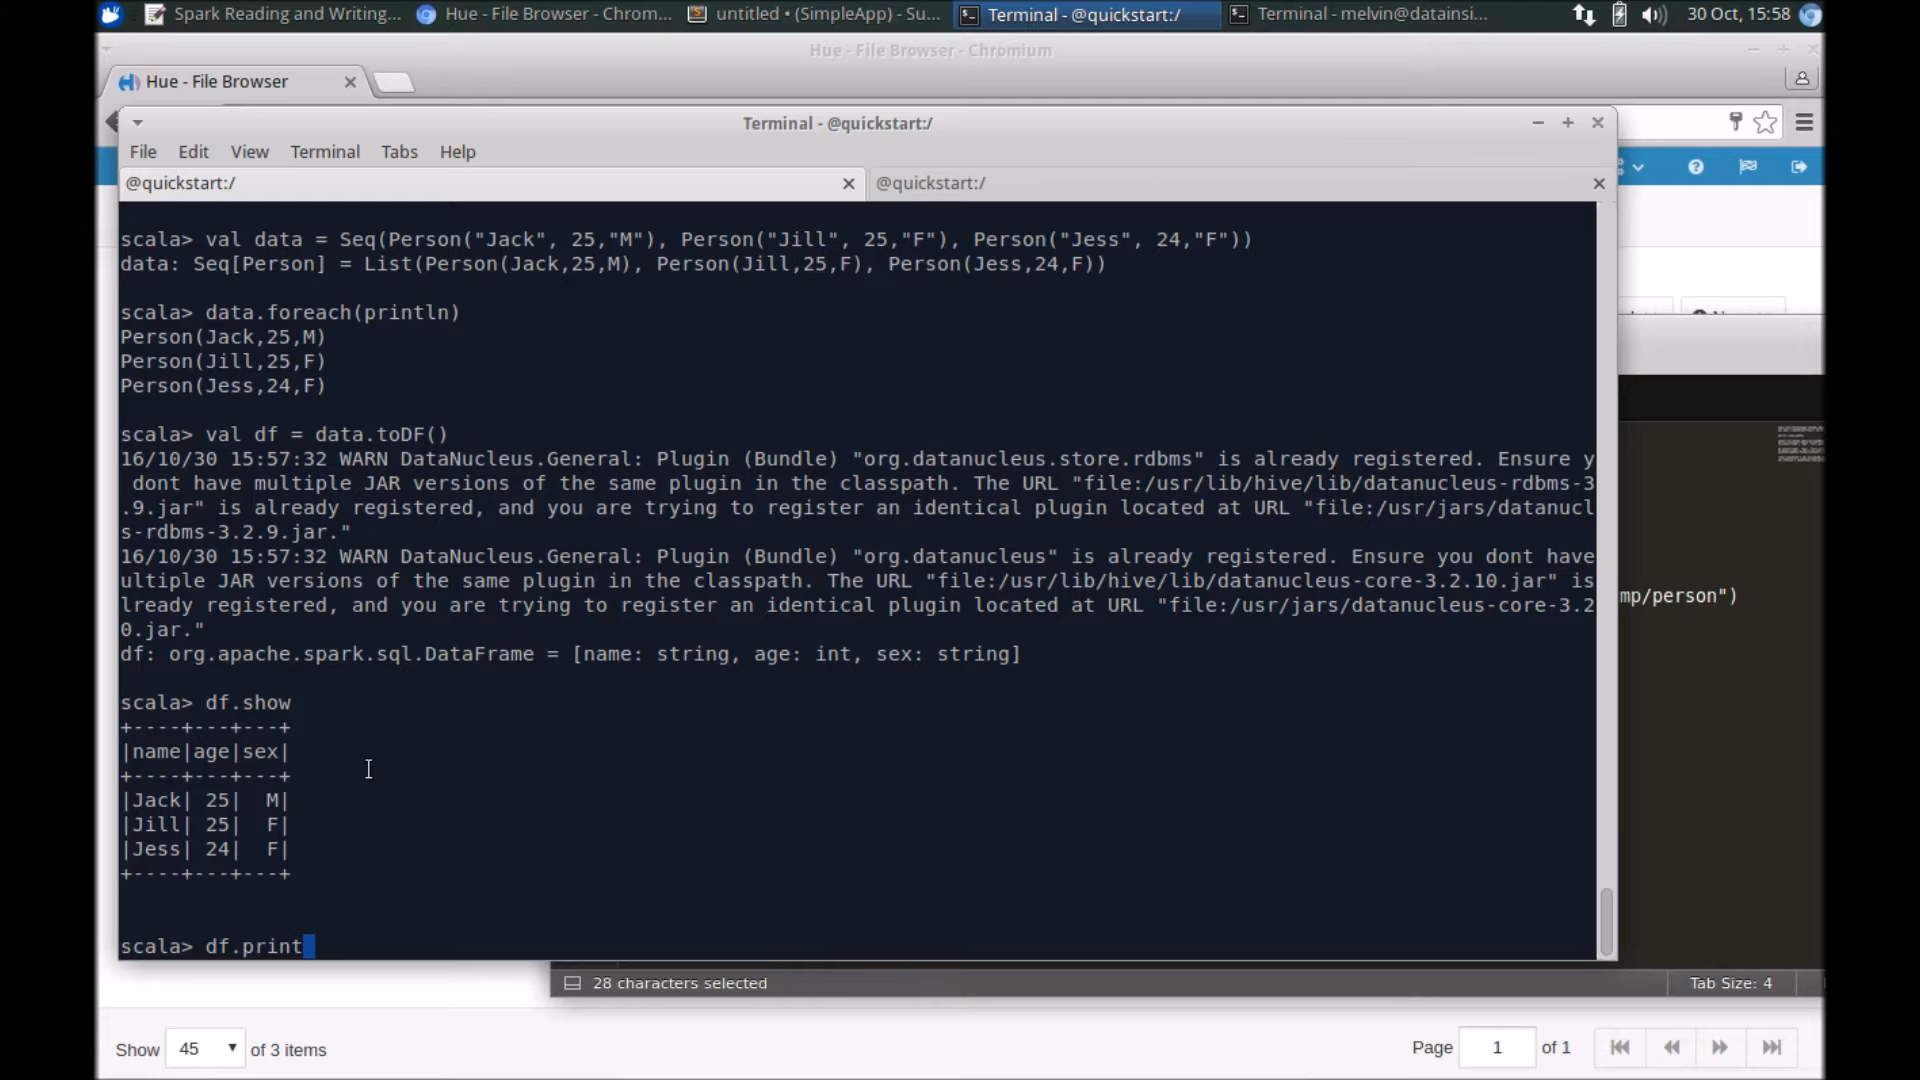 Spark Reading and Writing...
Hue - File Browser - Chrom...
untitled • (SimpleApp) - Su...
Terminal - @quickstart:/
Terminal - melvin@datainsi...
30 Oct, 15:58
Hue - File Browser - Chromium
Hue - File Browser
Terminal - @quickstart:/
File Edit View Terminal Tabs Help
@quickstart:/
@quickstart:/
scala> val data = Seq(Person("Jack", 25,"M"), Person("Jill", 25,"F"), Person("Jess", 24,"F"))
data: Seq[Person] = List(Person(Jack,25,M), Person(Jill,25,F), Person(Jess,24,F))
scala> data.foreach(println)
Person(Jack,25,M)
Person(Jill,25,F)
Person(Jess,24,F)
scala> val df = data.toDF()
16/10/30 15:57:32 WARN DataNucleus.General: Plugin (Bundle) "org.datanucleus.store.rdbms" is already registered. Ensure y
dont have multiple JAR versions of the same plugin in the classpath. The URL "file:/usr/lib/hive/lib/datanucleus-rdbms-3
.9.jar" is already registered, and you are trying to register an identical plugin located at URL "file:/usr/jars/datanucl
s-rdbms-3.2.9.jar."
16/10/30 15:57:32 WARN DataNucleus.General: Plugin (Bundle) "org.datanucleus" is already registered. Ensure you dont have
ultiple JAR versions of the same plugin in the classpath. The URL "file:/usr/lib/hive/lib/datanucleus-core-3.2.10.jar" is
lready registered, and you are trying to register an identical plugin located at URL "file:/usr/jars/datanucleus-core-3.2
0.jar."
df: org.apache.spark.sql.DataFrame = [name: string, age: int, sex: string]
scala> df.show
+----+---+---+
|name|age|sex|
+----+---+---+
|Jack| 25|  M|
|Jill| 25|  F|
|Jess| 24|  F|
+----+---+---+
scala> df.print
mp/person")
28 characters selected
Tab Size: 4
Show 45 of 3 items
Page 1 of 1